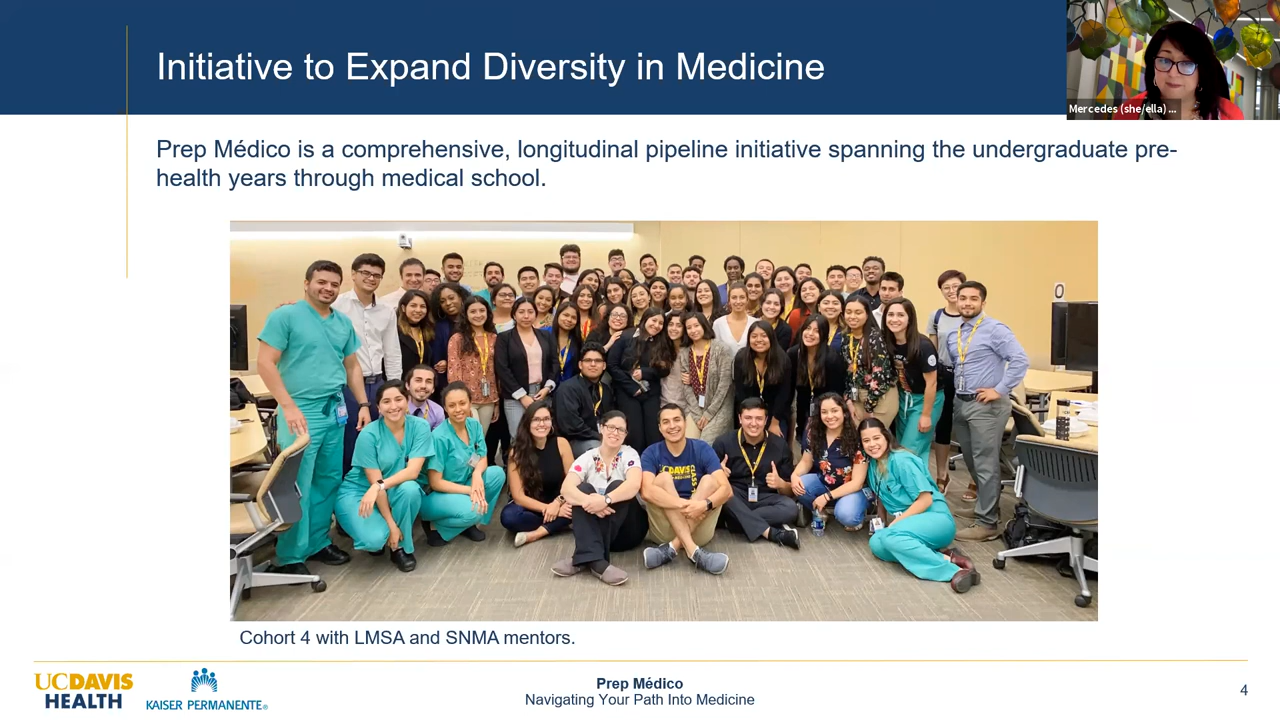 Initiative to Expand Diversity in Medicine
Mercedes (she/ella) ...
Prep Médico is a comprehensive, longitudinal pipeline initiative spanning the undergraduate pre-
health years through medical school.
UCDAVIS
Cohort 4 with LMSA and SNMA mentors.
UCDAVIS
HEALTH
KAISER PERMANENTE®
Prep Médico
Navigating Your Path Into Medicine
4